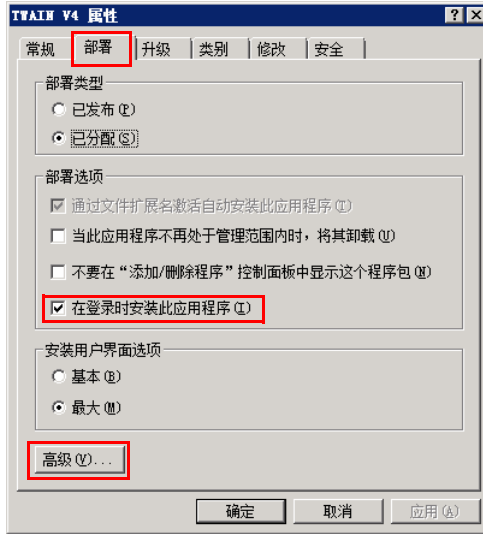 TWAIN V4 属性
常规 部署 升级 类别 修改 安全
部署类型
已发布(P)
已分配(S)
部署选项
通过文件扩展名激活自动安装此应用程序(T)
当此应用程序不再处于管理范围内时，将其卸载(U)
不要在“添加/删除程序”控制面板中显示这个程序包(N)
在登录时安装此应用程序(I)
安装用户界面选项
基本(B)
最大(M)
高级(V)...
确定 取消 应用(A)